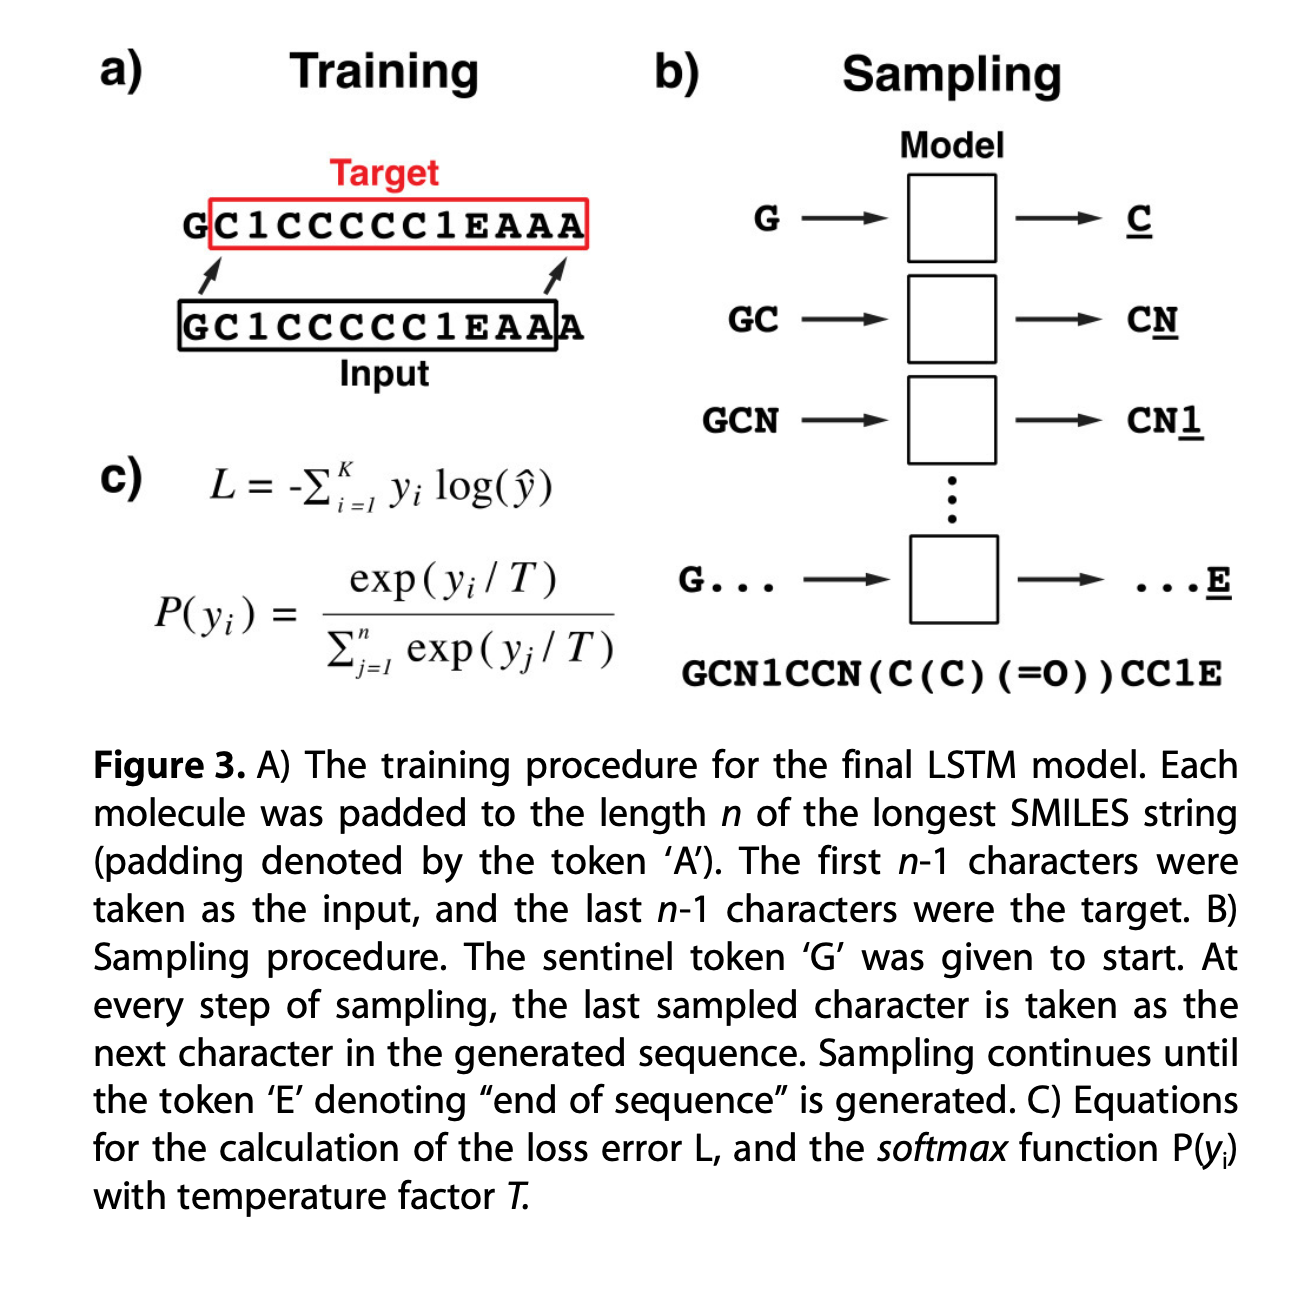 a) Training
Target
GC1CCCCC1EAAA
GC1CCCCC1EAAA
Input
b) Sampling
Model
G C
GC CN
GCN CN1
G... ...E
GCN1CCN(C(C)(=O))CC1E
c) L = -Σ^K_{i=1} y_i log(ŷ)
P(y_i) = exp(y_i / T) / Σ^n_{j=1} exp(y_j / T)
Figure 3. A) The training procedure for the final LSTM model. Each
molecule was padded to the length n of the longest SMILES string
(padding denoted by the token ‘A’). The first n-1 characters were
taken as the input, and the last n-1 characters were the target. B)
Sampling procedure. The sentinel token ‘G’ was given to start. At
every step of sampling, the last sampled character is taken as the
next character in the generated sequence. Sampling continues until
the token ‘E’ denoting “end of sequence” is generated. C) Equations
for the calculation of the loss error L, and the softmax function P(y_i)
with temperature factor T.